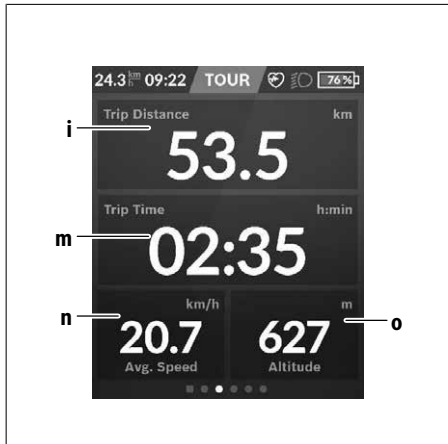 24.3 km/h 09:22 TOUR 76 %
Trip Distance km
i
53.5
Trip Time h:min
m
02:35
n
km/h m
20.7 627
o
Avg. Speed Altitude